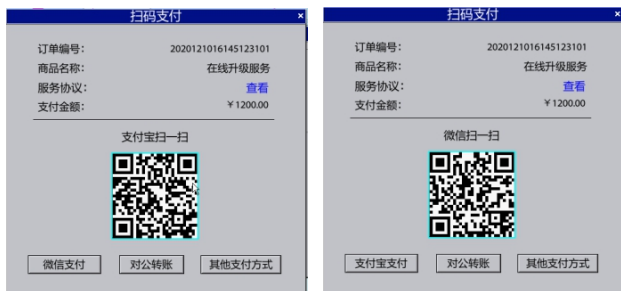 扫码支付 ×
订单编号： 2020121016145123101
商品名称： 在线升级服务
服务协议： 查看
支付金额： ￥1200.00
支付宝扫一扫
微信支付 对公转账 其他支付方式
扫码支付 ×
订单编号： 2020121016145123101
商品名称： 在线升级服务
服务协议： 查看
支付金额： ￥1200.00
微信扫一扫
支付宝支付 对公转账 其他支付方式